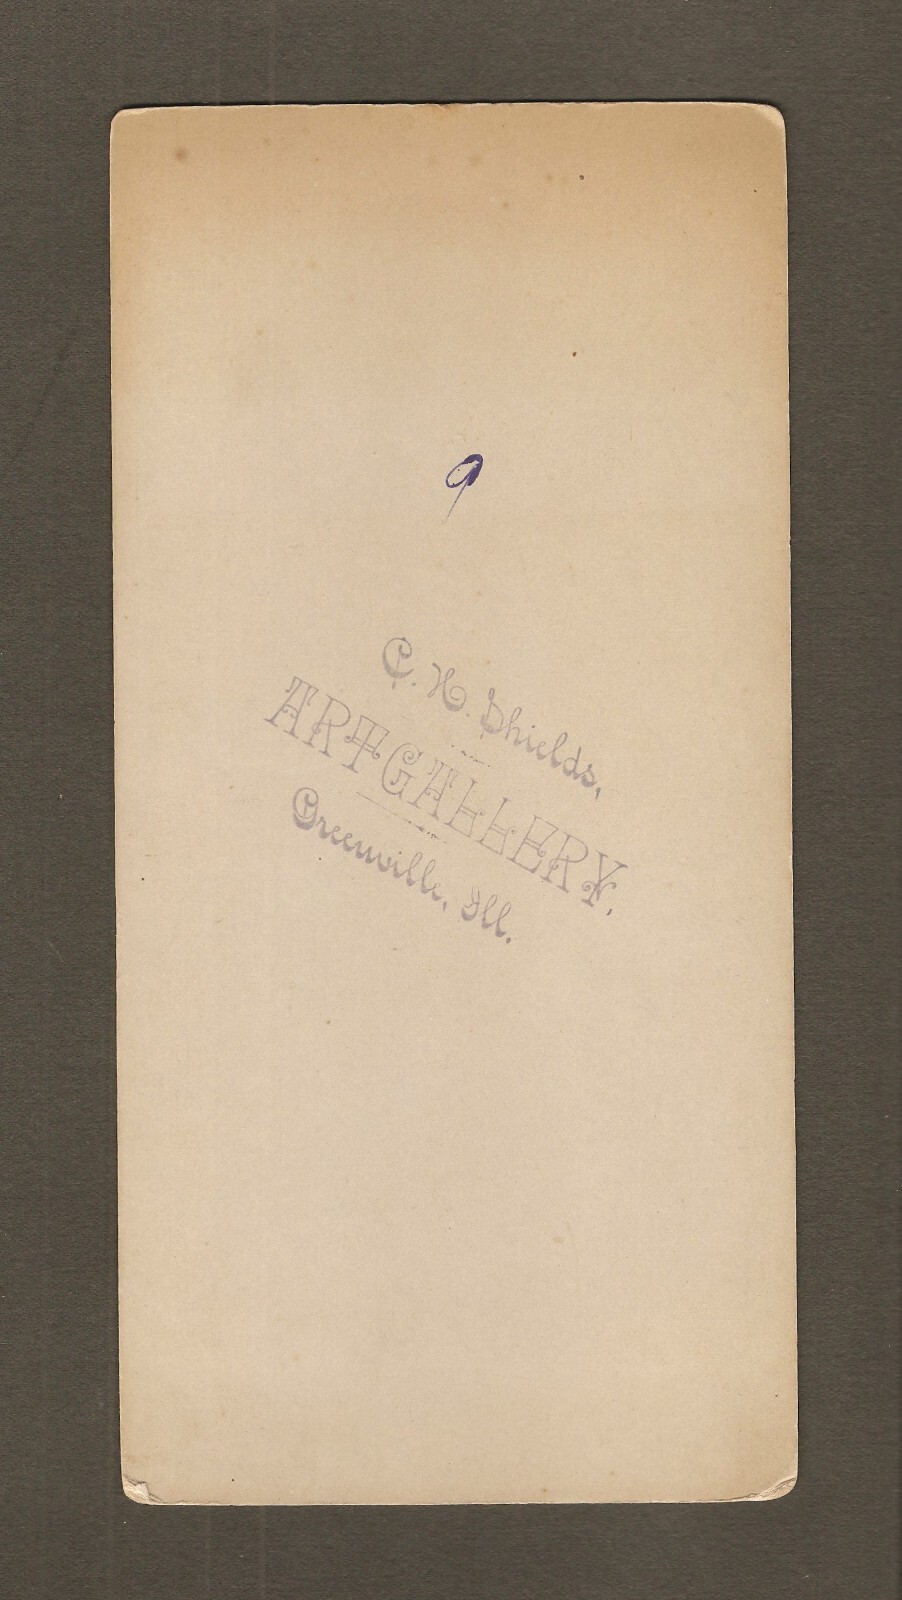 9
C. H. Shields,
ART GALLERY.
Greenville, Ill.